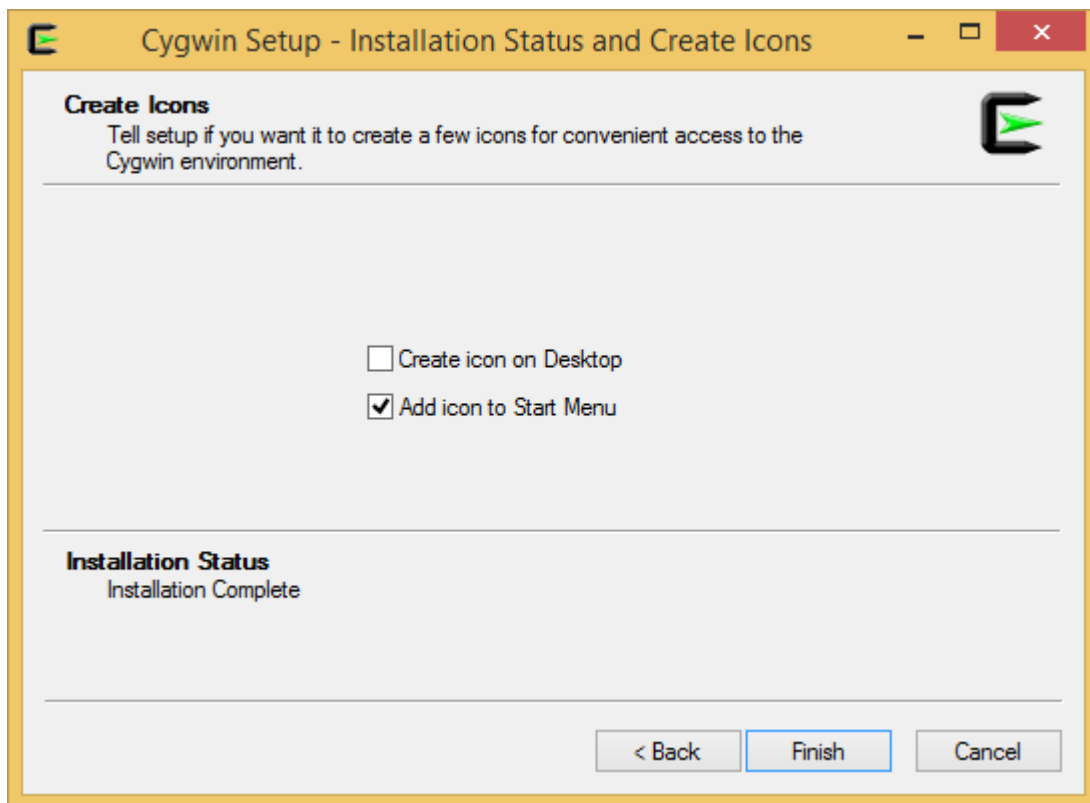 Cygwin Setup - Installation Status and Create Icons
Create Icons
Tell setup if you want it to create a few icons for convenient access to the
Cygwin environment.
Create icon on Desktop
Add icon to Start Menu
Installation Status
Installation Complete
< Back Finish Cancel